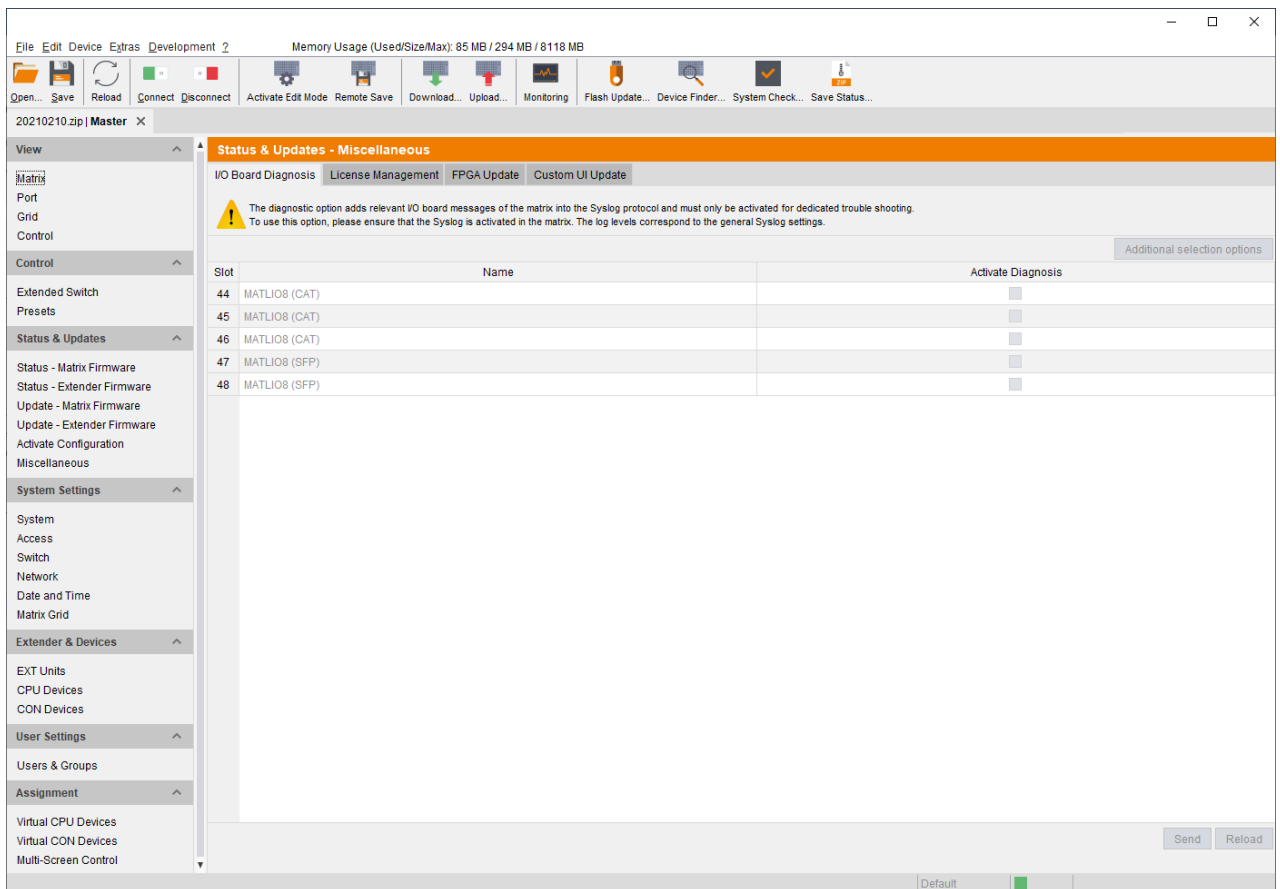 File Edit Device Extras Development ? Memory Usage (Used/Size/Max): 85 MB / 294 MB / 8118 MB
Open... Save Reload Connect Disconnect Activate Edit Mode Remote Save Download... Upload... Monitoring Flash Update... Device Finder... System Check... Save Status...
20210210.zip | Master
View
Matrix
Port
Grid
Control
Control
Extended Switch
Presets
Status & Updates
Status - Matrix Firmware
Status - Extender Firmware
Update - Matrix Firmware
Update - Extender Firmware
Activate Configuration
Miscellaneous
System Settings
System
Access
Switch
Network
Date and Time
Matrix Grid
Extender & Devices
EXT Units
CPU Devices
CON Devices
User Settings
Users & Groups
Assignment
Virtual CPU Devices
Virtual CON Devices
Multi-Screen Control
Status & Updates - Miscellaneous
I/O Board Diagnosis License Management FPGA Update Custom UI Update
The diagnostic option adds relevant I/O board messages of the matrix into the Syslog protocol and must only be activated for dedicated trouble shooting.
To use this option, please ensure that the Syslog is activated in the matrix. The log levels correspond to the general Syslog settings.
Additional selection options
Slot Name Activate Diagnosis
44 MATLIO8 (CAT)
45 MATLIO8 (CAT)
46 MATLIO8 (CAT)
47 MATLIO8 (SFP)
48 MATLIO8 (SFP)
Send Reload
Default